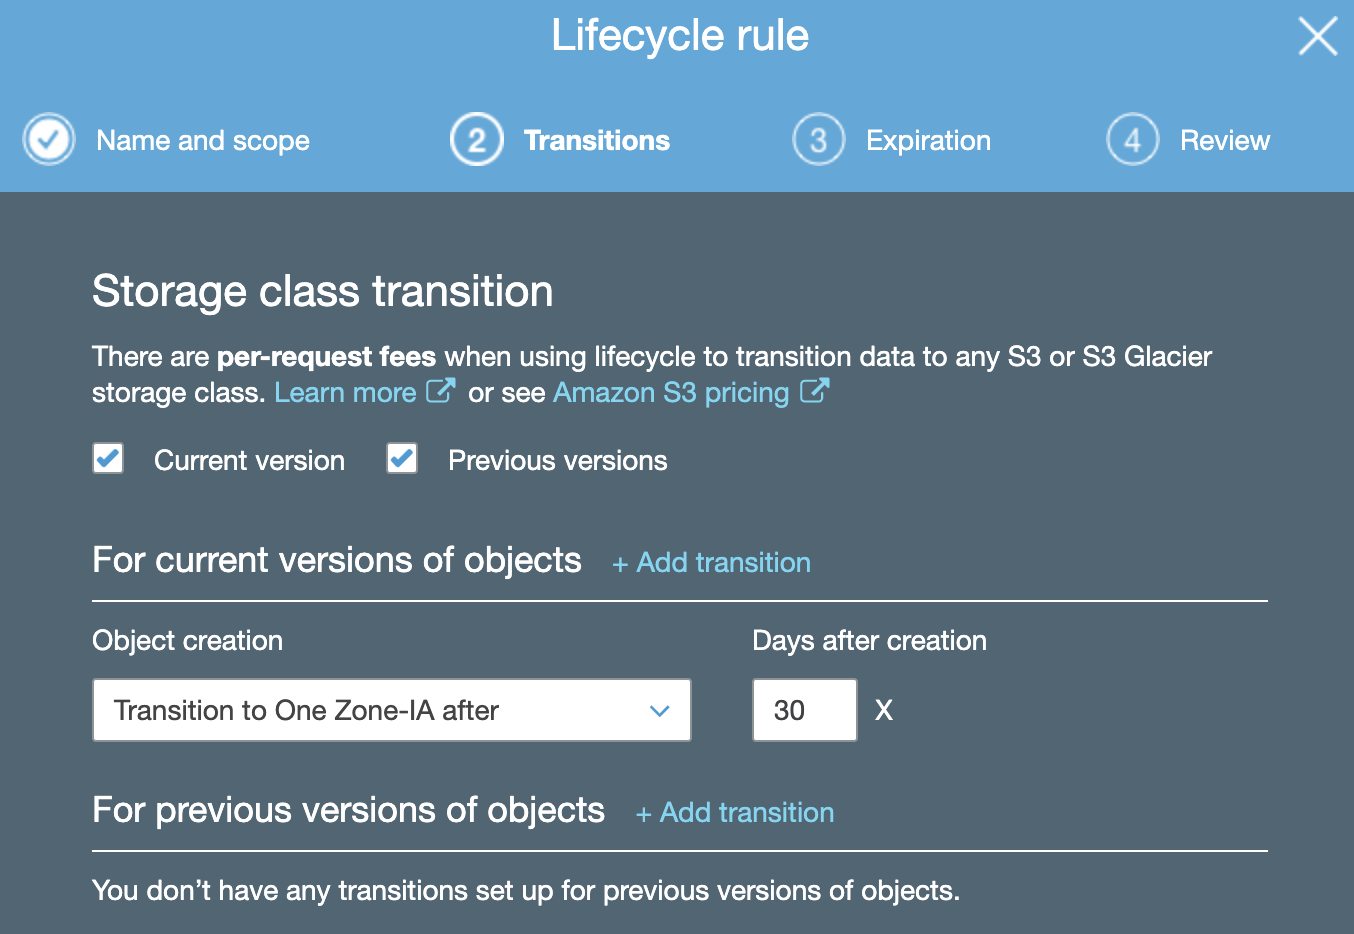 Lifecycle rule
Name and scope
2 Transitions
3 Expiration
4 Review
Storage class transition
There are per-request fees when using lifecycle to transition data to any S3 or S3 Glacier
storage class. Learn more or see Amazon S3 pricing
Current version Previous versions
For current versions of objects + Add transition
Object creation Days after creation
Transition to One Zone-IA after 30 X
For previous versions of objects + Add transition
You don’t have any transitions set up for previous versions of objects.